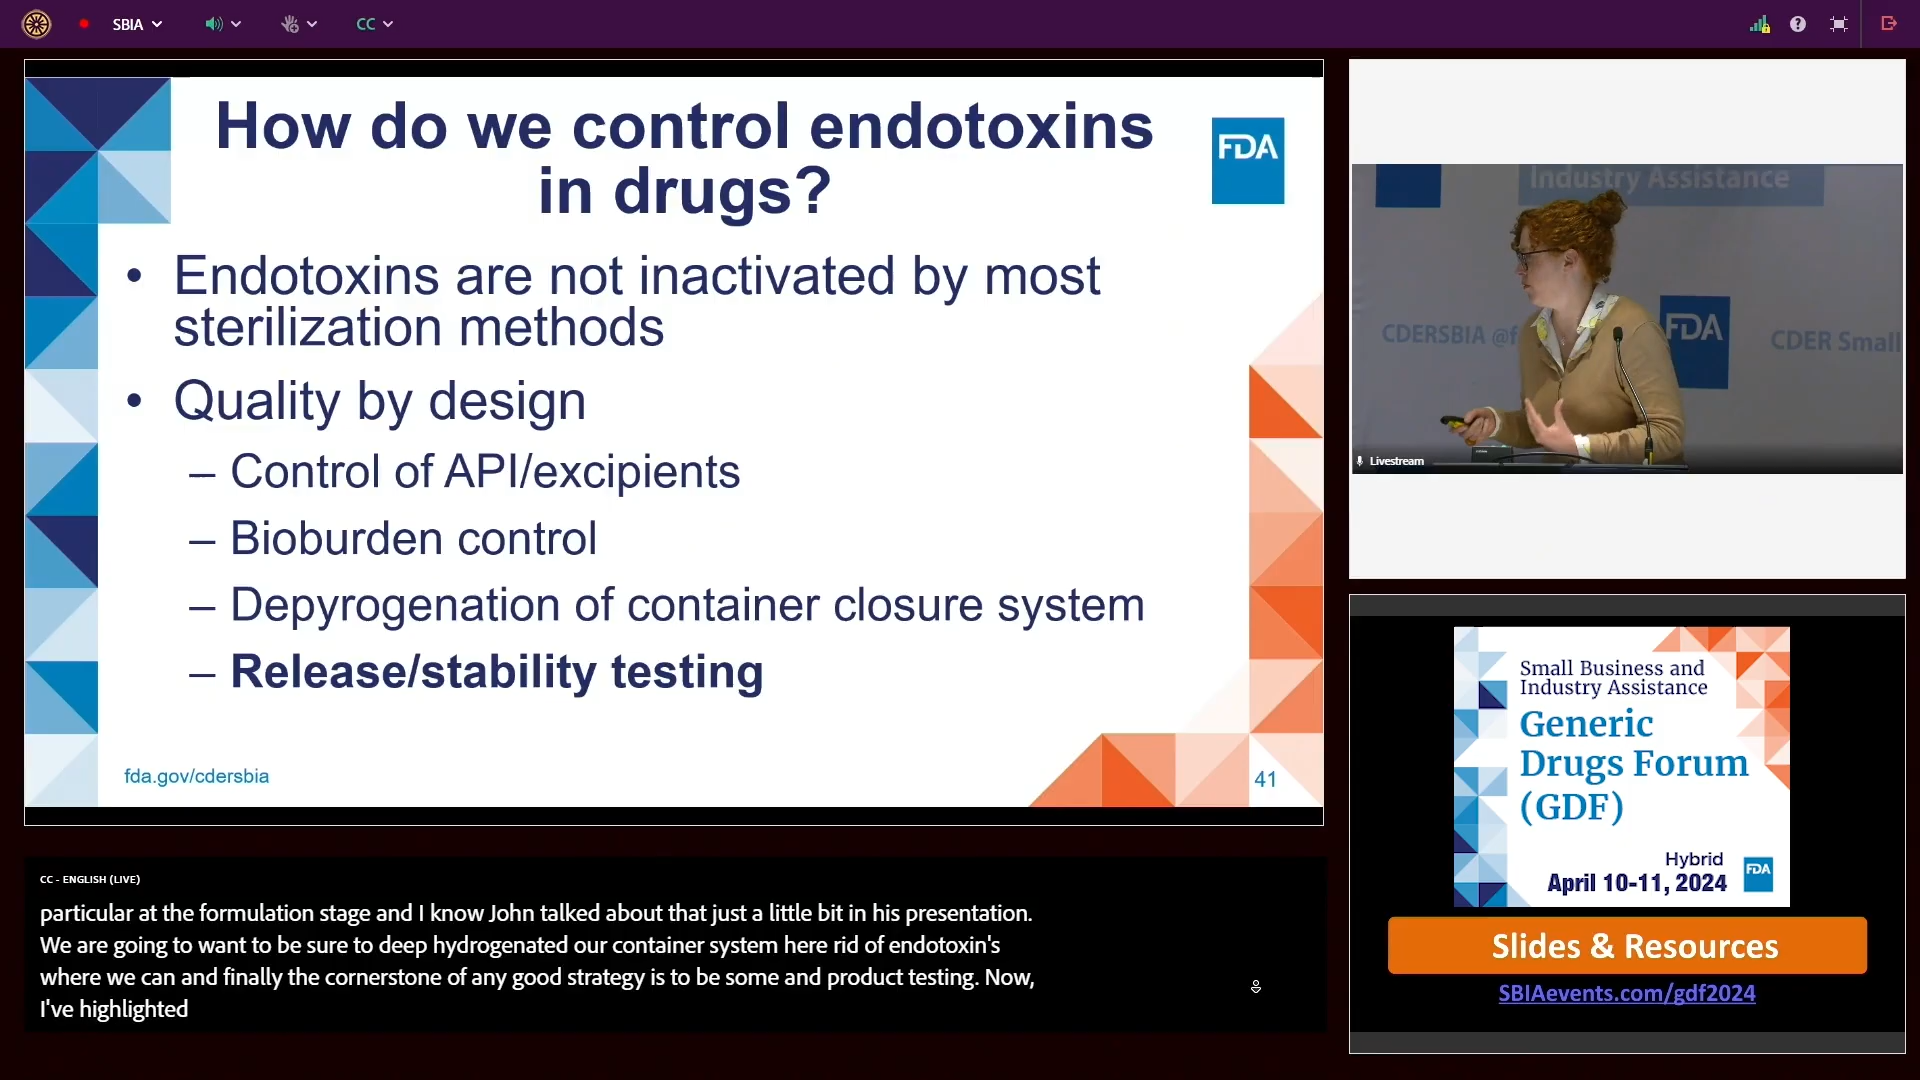 SBIA
CC
How do we control endotoxins
in drugs?
FDA
• Endotoxins are not inactivated by most
sterilization methods
• Quality by design
– Control of API/excipients
– Bioburden control
– Depyrogenation of container closure system
– Release/stability testing
fda.gov/cdersbia
41
Industry Assistance
CDERSBIA @f
FDA
CDER Small
Livestream
Small Business and
Industry Assistance
Generic
Drugs Forum
(GDF)
Hybrid
April 10-11, 2024
FDA
Slides & Resources
SBIAevents.com/gdf2024
CC - ENGLISH (LIVE)
particular at the formulation stage and I know John talked about that just a little bit in his presentation.
We are going to want to be sure to deep hydrogenated our container system here rid of endotoxin's
where we can and finally the cornerstone of any good strategy is to be some and product testing. Now,
I've highlighted